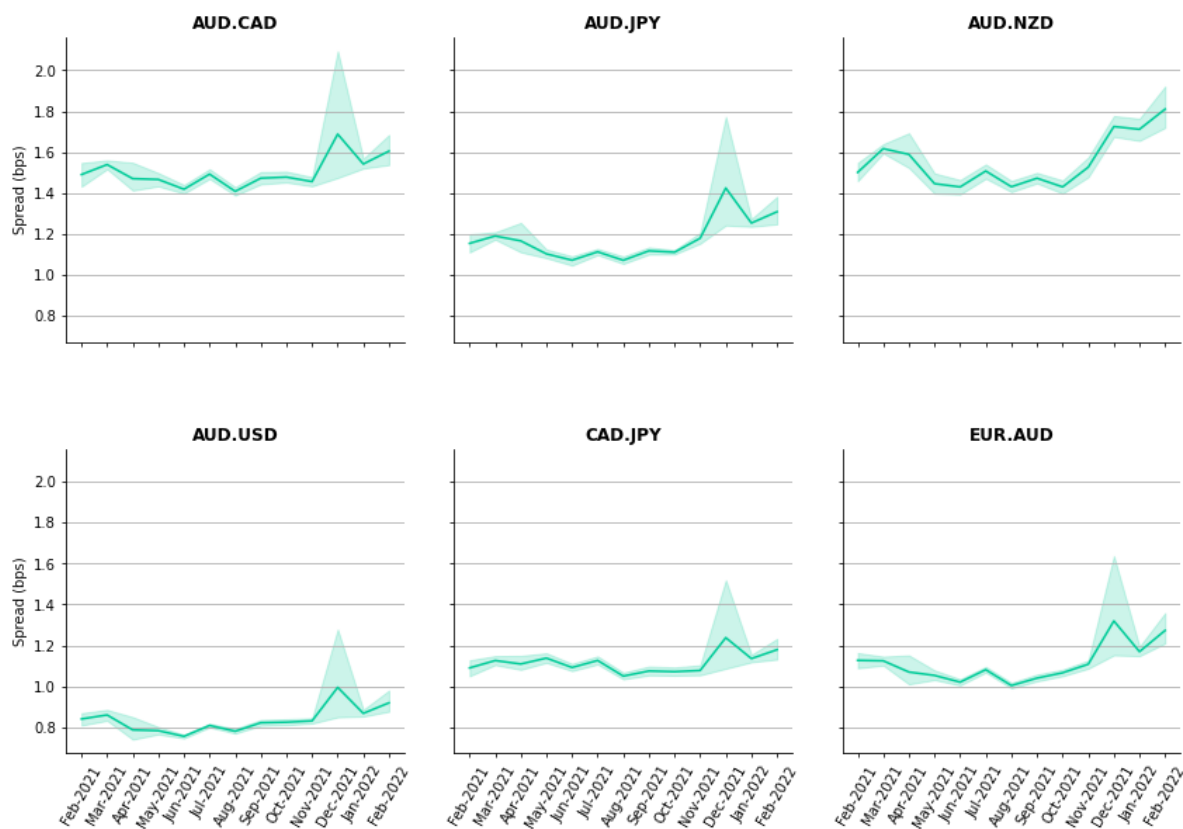 AUD.CAD
AUD.JPY
AUD.NZD
Spread (bps)
2.0
1.8
1.6
1.4
1.2
1.0
0.8
AUD.USD
CAD.JPY
EUR.AUD
Spread (bps)
2.0
1.8
1.6
1.4
1.2
1.0
0.8
Feb-2021
Mar-2021
Apr-2021
May-2021
Jun-2021
Jul-2021
Aug-2021
Sep-2021
Oct-2021
Nov-2021
Dec-2021
Jan-2022
Feb-2022
Feb-2021
Mar-2021
Apr-2021
May-2021
Jun-2021
Jul-2021
Aug-2021
Sep-2021
Oct-2021
Nov-2021
Dec-2021
Jan-2022
Feb-2022
Feb-2021
Mar-2021
Apr-2021
May-2021
Jun-2021
Jul-2021
Aug-2021
Sep-2021
Oct-2021
Nov-2021
Dec-2021
Jan-2022
Feb-2022